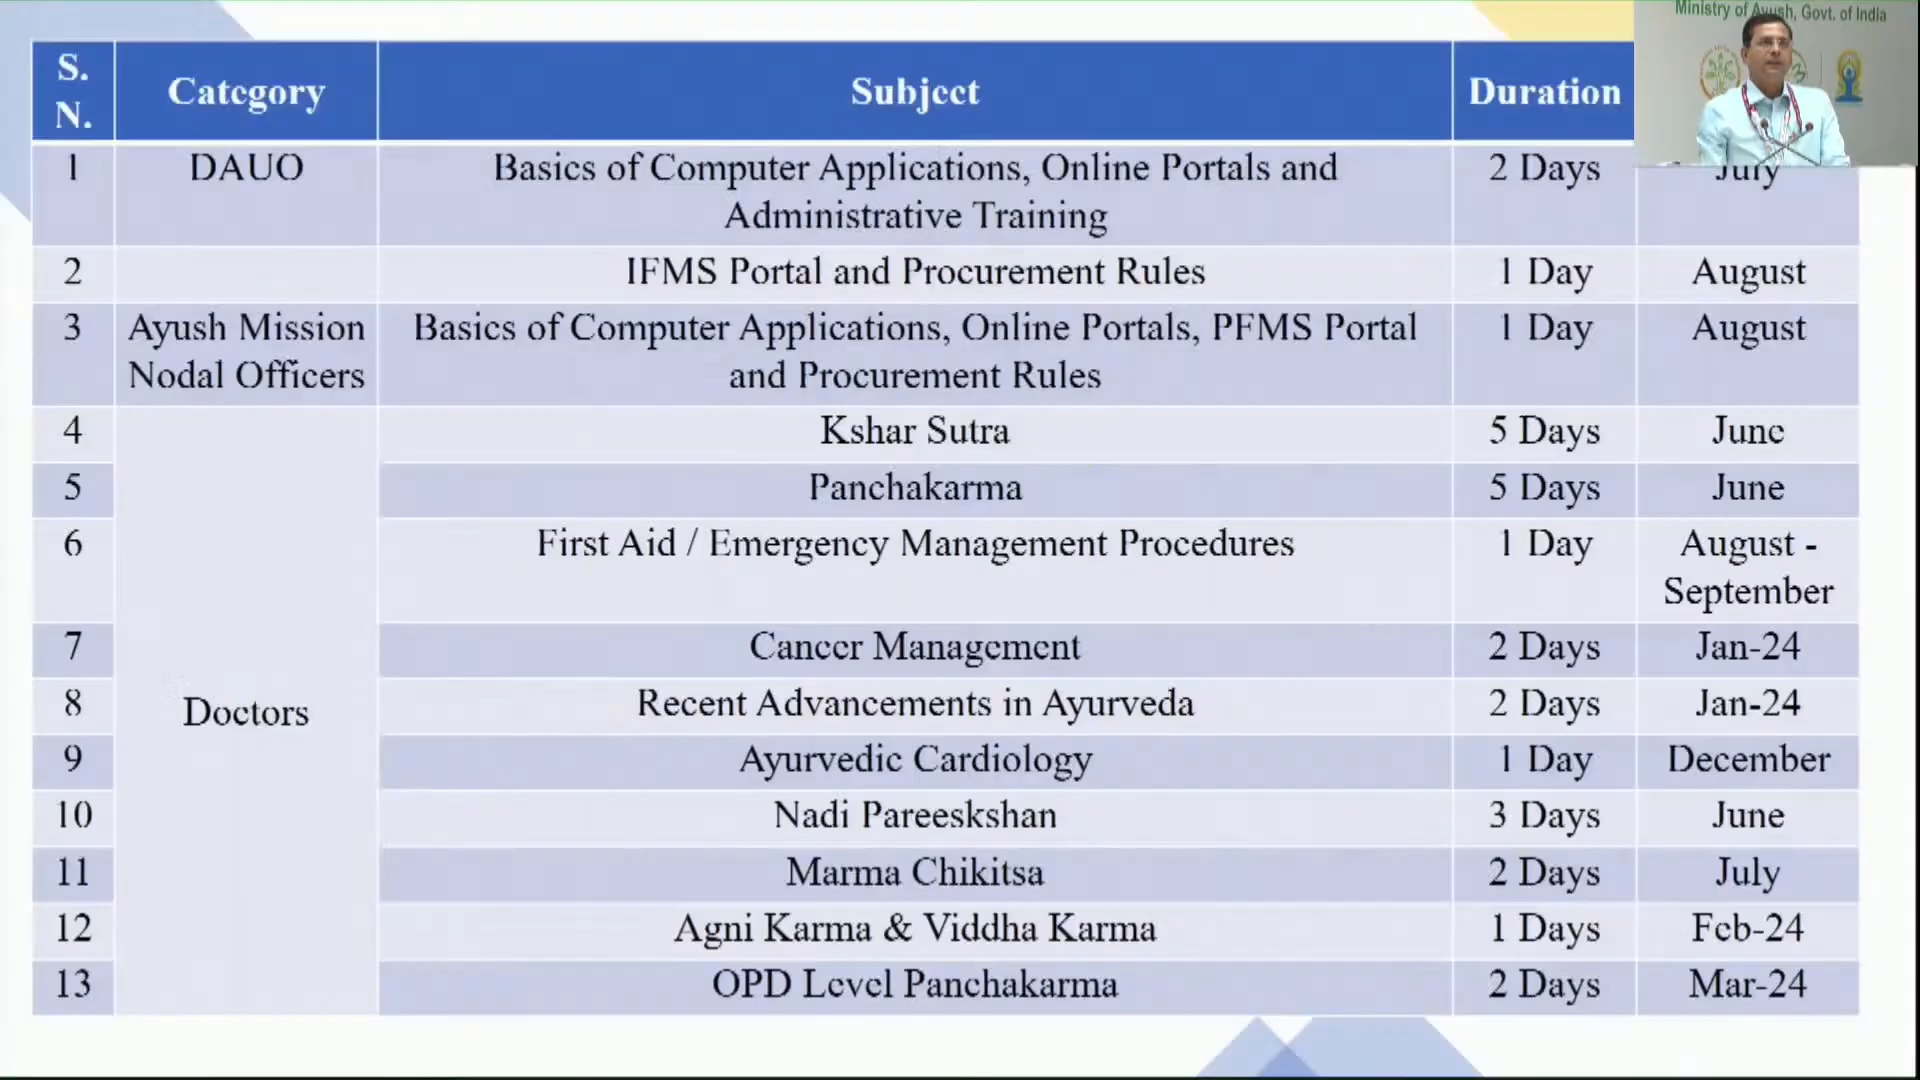 Ministry of Ayush, Govt. of India
S. N. Category Subject Duration
1 DAUO Basics of Computer Applications, Online Portals and 2 Days July
Administrative Training
2 IFMS Portal and Procurement Rules 1 Day August
3 Ayush Mission Basics of Computer Applications, Online Portals, PFMS Portal 1 Day August
Nodal Officers and Procurement Rules
4 Kshar Sutra 5 Days June
5 Panchakarma 5 Days June
6 First Aid / Emergency Management Procedures 1 Day August -
September
7 Cancer Management 2 Days Jan-24
8 Doctors Recent Advancements in Ayurveda 2 Days Jan-24
9 Ayurvedic Cardiology 1 Day December
10 Nadi Pareeskshan 3 Days June
11 Marma Chikitsa 2 Days July
12 Agni Karma & Viddha Karma 1 Days Feb-24
13 OPD Level Panchakarma 2 Days Mar-24